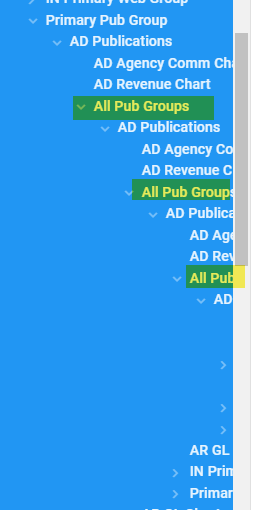 IN Primary Web Group
Primary Pub Group
AD Publications
AD Agency Comm Cha
AD Revenue Chart
All Pub Groups
AD Publications
AD Agency Co
AD Revenue C
All Pub Groups
AD Publica
AD Age
AD Rev
All Pub
AD
AR GL
IN Prim
Primar